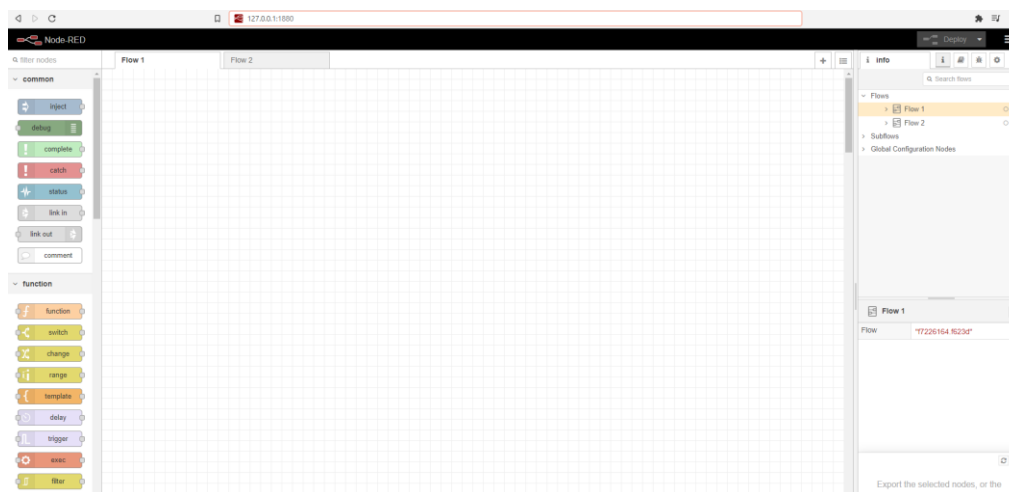 127.0.0.1:1880
Node-RED
Deploy
filter nodes
Flow 1
Flow 2
info
Search flows
common
inject
debug
complete
catch
status
link in
link out
comment
function
function
switch
change
range
template
delay
trigger
exec
filter
Flows
Flow 1
Flow 2
Subflows
Global Configuration Nodes
Flow 1
Flow
"f7226164.f623d"
Export the selected nodes, or the